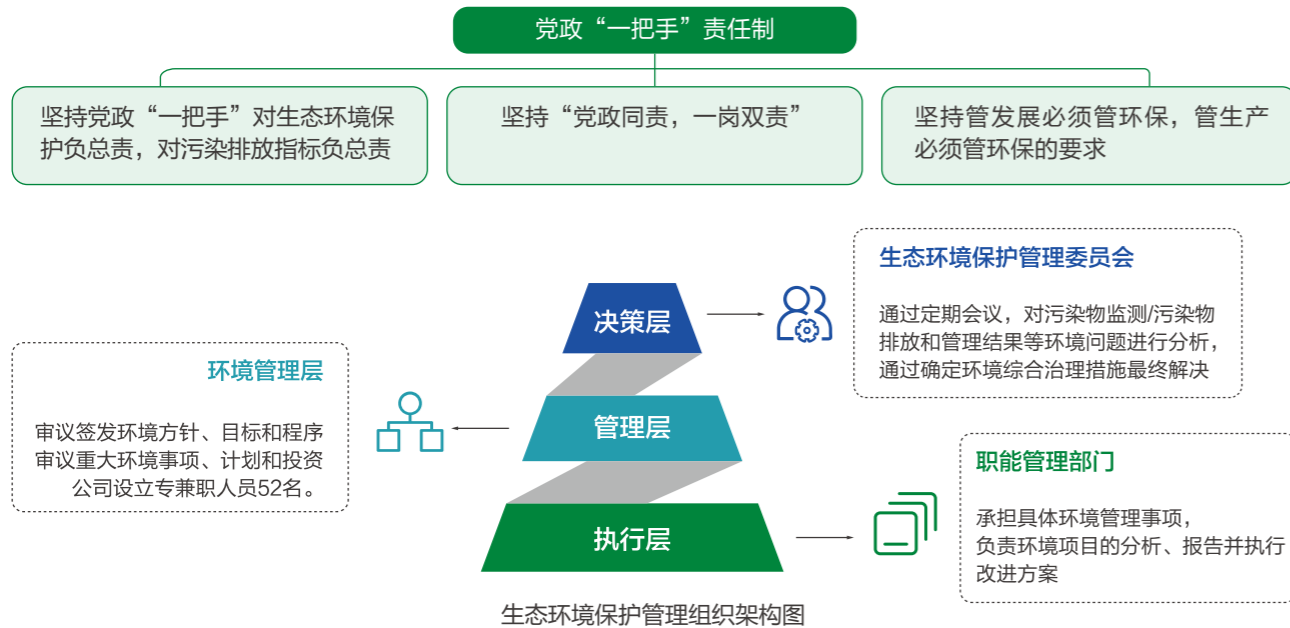 党政“一把手”责任制
坚持党政“一把手”对生态环境保
护负总责，对污染排放指标负总责
坚持“党政同责，一岗双责”
坚持管发展必须管环保，管生产
必须管环保的要求
生态环境保护管理委员会
通过定期会议，对污染物监测/污染物
排放和管理结果等环境问题进行分析，
通过确定环境综合治理措施最终解决
决策层
环境管理层
审议签发环境方针、目标和程序
审议重大环境事项、计划和投资
公司设立专兼职人员52名。
管理层
职能管理部门
承担具体环境管理事项，
负责环境项目的分析、报告并执行
改进方案
执行层
生态环境保护管理组织架构图